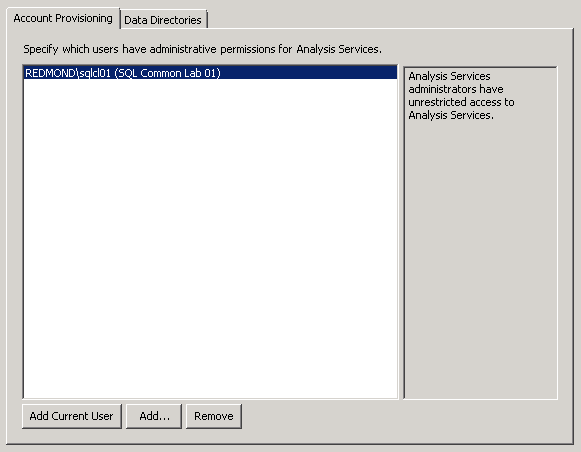 Account Provisioning
Data Directories
Specify which users have administrative permissions for Analysis Services.
REDMOND\sqlcl01 (SQL Common Lab 01)
Analysis Services
administrators have
unrestricted access to
Analysis Services.
Add Current User
Add...
Remove